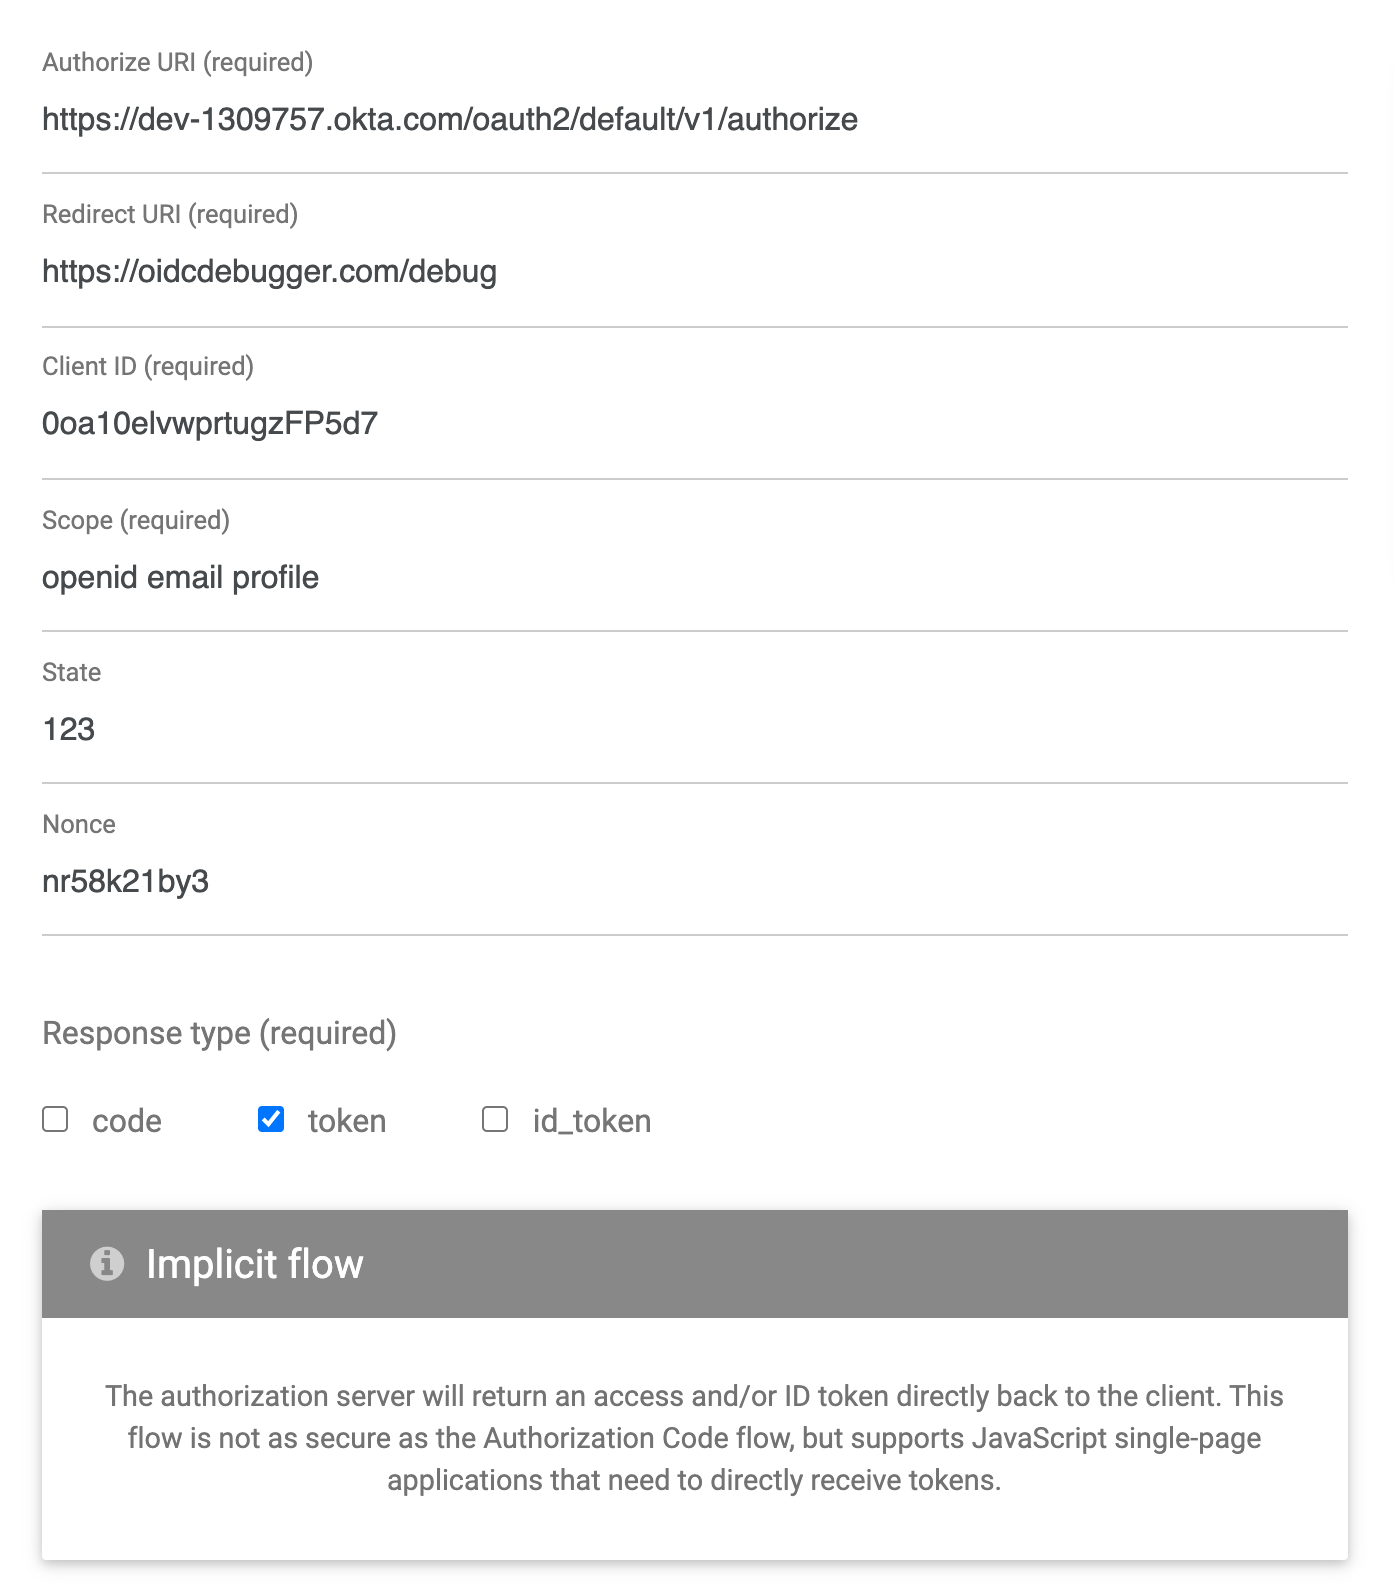 Authorize URI (required)
https://dev-1309757.okta.com/oauth2/default/v1/authorize
Redirect URI (required)
https://oidcdebugger.com/debug
Client ID (required)
0oa10elvwprtugzFP5d7
Scope (required)
openid email profile
State
123
Nonce
nr58k21by3
Response type (required)
code token id_token
Implicit flow
The authorization server will return an access and/or ID token directly back to the client. This
flow is not as secure as the Authorization Code flow, but supports JavaScript single-page
applications that need to directly receive tokens.